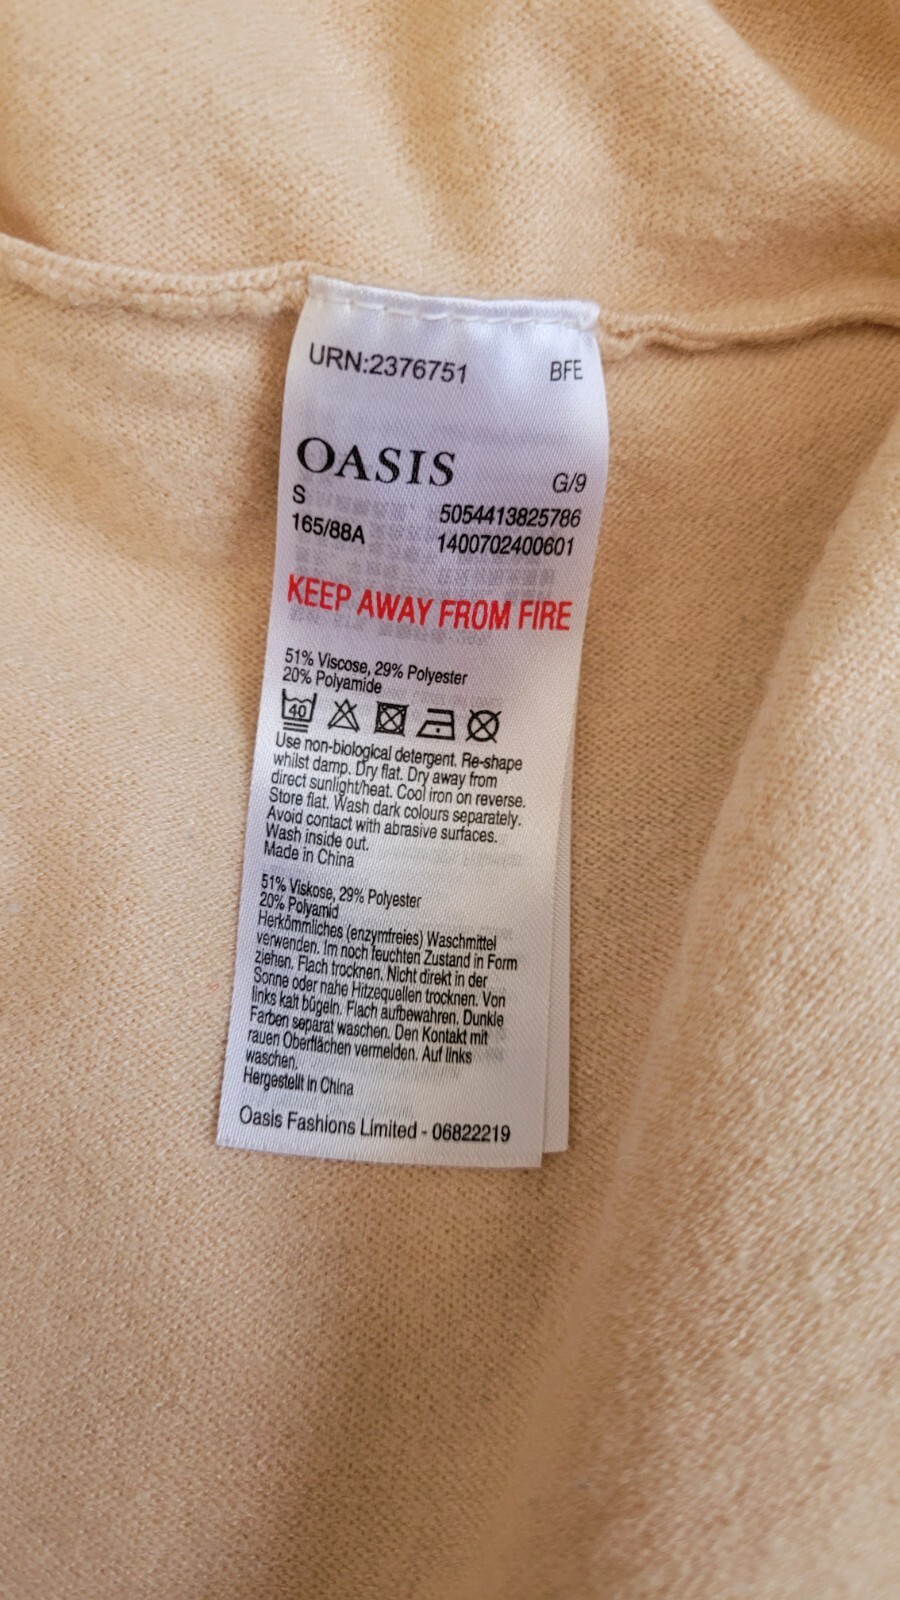 URN:2376751 BFE
OASIS G/9
S 5054413825786
165/88A 1400702400601
KEEP AWAY FROM FIRE
51% Viscose, 29% Polyester
20% Polyamide
40
Use non-biological detergent. Re-shape
whilst damp. Dry flat. Dry away from
direct sunlight/heat. Cool iron on reverse.
Store flat. Wash dark colours separately.
Avoid contact with abrasive surfaces.
Wash inside out.
Made in China
51% Viskose, 29% Polyester
20% Polyamid
Herkömmliches (enzymfreies) Waschmittel
verwenden. Im noch feuchten Zustand in Form
ziehen. Flach trocknen. Nicht direkt in der
Sonne oder nahe Hitzequellen trocknen. Von
links kalt bügeln. Flach aufbewahren. Dunkle
Farben separat waschen. Den Kontakt mit
rauen Oberflächen vermelden. Auf links
waschen.
Hergestellt in China
Oasis Fashions Limited - 06822219